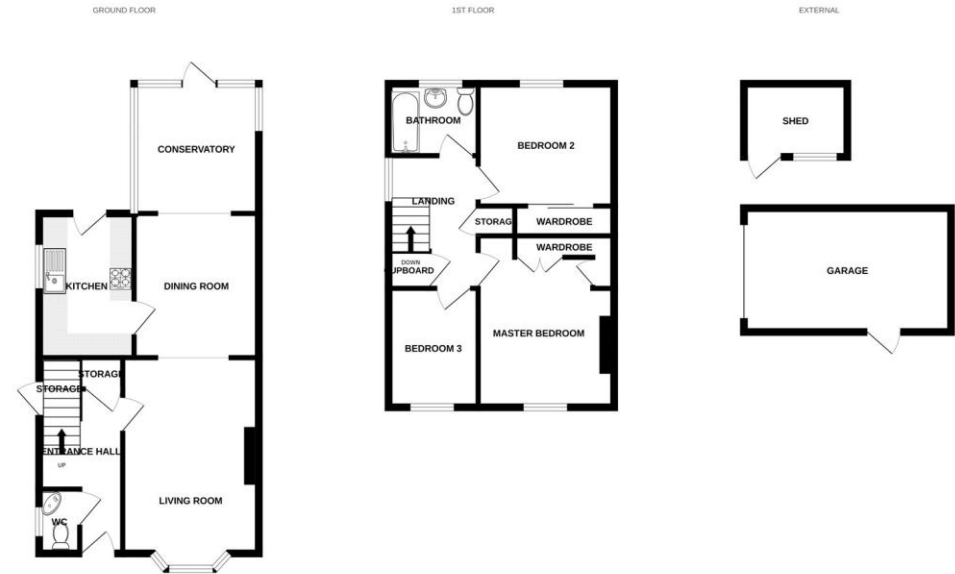 GROUND FLOOR
CONSERVATORY
KITCHEN
DINING ROOM
STORAGE
STORAGE
ENTRANCE HALL
UP
LIVING ROOM
WC
1ST FLOOR
BATHROOM
BEDROOM 2
LANDING
STORAG
WARDROBE
WARDROBE
DOWN
UPBOARD
BEDROOM 3
MASTER BEDROOM
EXTERNAL
SHED
GARAGE